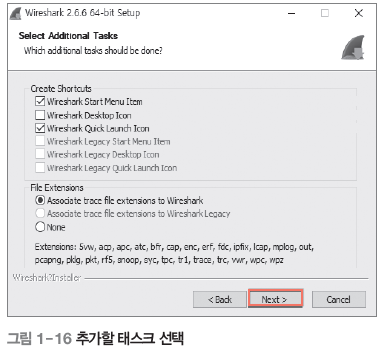 Wireshark 2.6.6 64-bit Setup
Select Additional Tasks
Which additional tasks should be done?
Create Shortcuts
Wireshark Start Menu Item
Wireshark Desktop Icon
Wireshark Quick Launch Icon
Wireshark Legacy Start Menu Item
Wireshark Legacy Desktop Icon
Wireshark Legacy Quick Launch Icon
File Extensions
Associate trace file extensions to Wireshark
Associate trace file extensions to Wireshark Legacy
None
Extensions: 5vw, acp, apc, atc, bfr, cap, enc, erf, fdc, ipfix, lcap, mplog, out,
pcapng, pklg, pkt, rf5, snoop, syc, tpc, tr1, trace, trc, vwr, wpc, wpz
Wireshark?Installer
< Back Next > Cancel
그림 1-16 추가할 태스크 선택